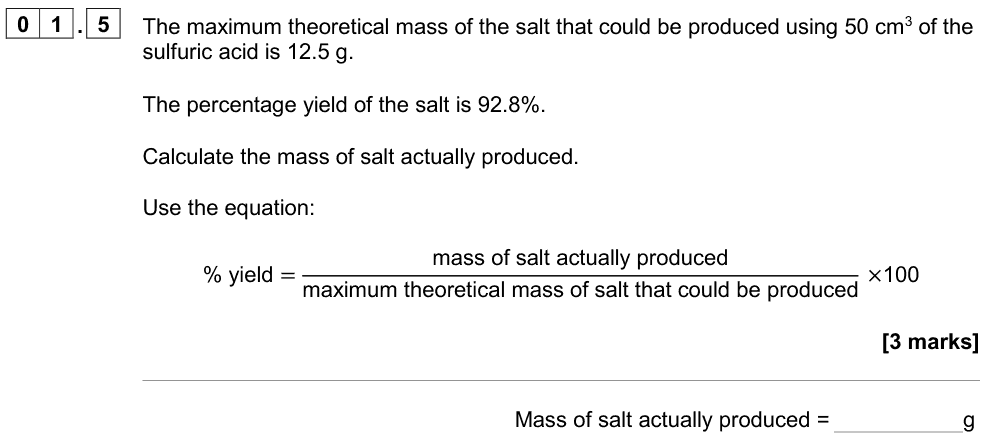 0 1 . 5 The maximum theoretical mass of the salt that could be produced using 50 cm³ of the
sulfuric acid is 12.5 g.
The percentage yield of the salt is 92.8%.
Calculate the mass of salt actually produced.
Use the equation:
mass of salt actually produced
% yield = ×100
maximum theoretical mass of salt that could be produced
[3 marks]
Mass of salt actually produced = g